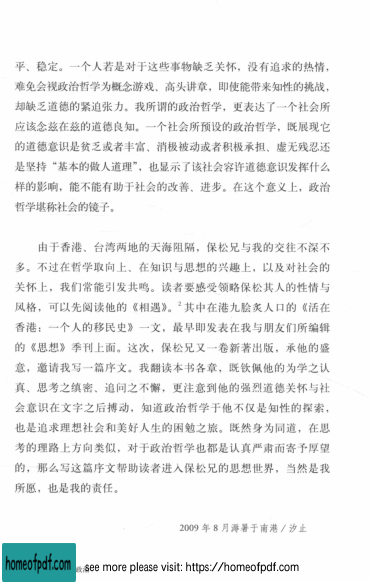 平、稳定。一个人若是对于这些事物缺乏关怀，没有追求的热情，
难免会视政治哲学为概念游戏、高头讲章，即使能带来知性的挑战，
却缺乏道德的紧迫张力。我所谓的政治哲学，更表达了一个社会所
应该念兹在兹的道德良知。一个社会所预设的政治哲学，既展现它
的道德意识是贫乏或者丰富、消极被动或者积极承担、虚无残忍还
是坚持“基本的做人道理”，也显示了该社会容许道德意识发挥什么
样的影响，能不能有助于社会的改善、进步。在这个意义上，政治
哲学堪称社会的镜子。
由于香港、台湾两地的天海阻隔，保松兄与我的交往不深不
多。不过在哲学取向上、在知识与思想的兴趣上，以及对社会的
关怀上，我们常能引发共鸣。读者要感受领略保松其人的性情与
风格，可以先阅读他的《相遇》。2其中在港九脍炙人口的《活在
香港：一个人的移民史》一文，最早即发表在我与朋友们所编辑
的《思想》季刊上面。这次，保松兄又一卷新著出版，承他的盛
意，邀请我写一篇序文。我翻读本书各章，既钦佩他的为学之认
真、思考之缜密、追问之不懈，更注意到他的强烈道德关怀与社
会意识在文字之后搏动，知道政治哲学于他不仅是知性的探索，
也是追求理想社会和美好人生的困勉之旅。既然身为同道，在思
考的理路上方向类似，对于政治哲学也都是认真严肃而寄予厚望
的，那么写这篇序文帮助读者进入保松兄的思想世界，当然是我
所愿，也是我的责任。
2009 年 8 月溽暑于南港／汐止
homeofpdf.com
see more please visit: https://homeofpdf.com